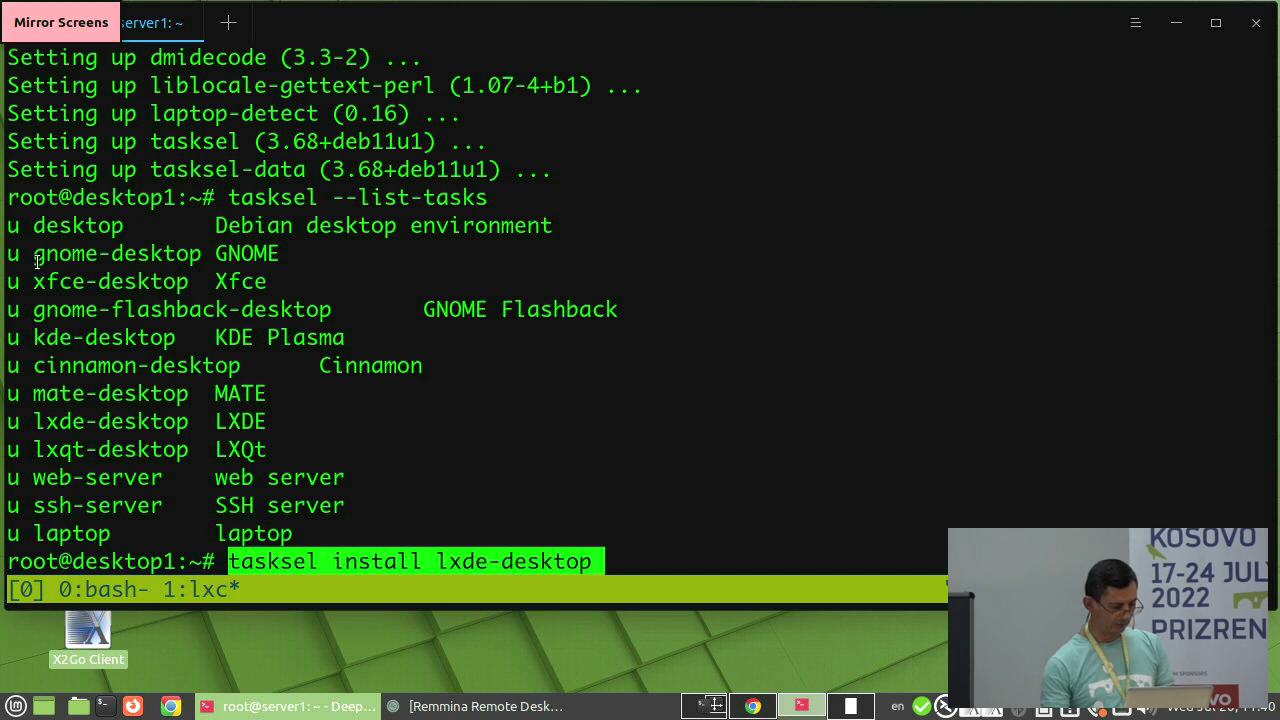 Mirror Screens
server1: ~
Setting up dmidecode (3.3-2) ...
Setting up liblocale-gettext-perl (1.07-4+b1) ...
Setting up laptop-detect (0.16) ...
Setting up tasksel (3.68+deb11u1) ...
Setting up tasksel-data (3.68+deb11u1) ...
root@desktop1:~# tasksel --list-tasks
u desktop Debian desktop environment
u gnome-desktop GNOME
u xfce-desktop Xfce
u gnome-flashback-desktop GNOME Flashback
u kde-desktop KDE Plasma
u cinnamon-desktop Cinnamon
u mate-desktop MATE
u lxde-desktop LXDE
u lxqt-desktop LXQt
u web-server web server
u ssh-server SSH server
u laptop laptop
root@desktop1:~# tasksel install lxde-desktop
[0] 0:bash- 1:lxc*
KOSOVO
17-24 JUL
2022
PRIZREN
X2Go Client
root@server1: ~ - Deep...
[Remmina Remote Desk...
en